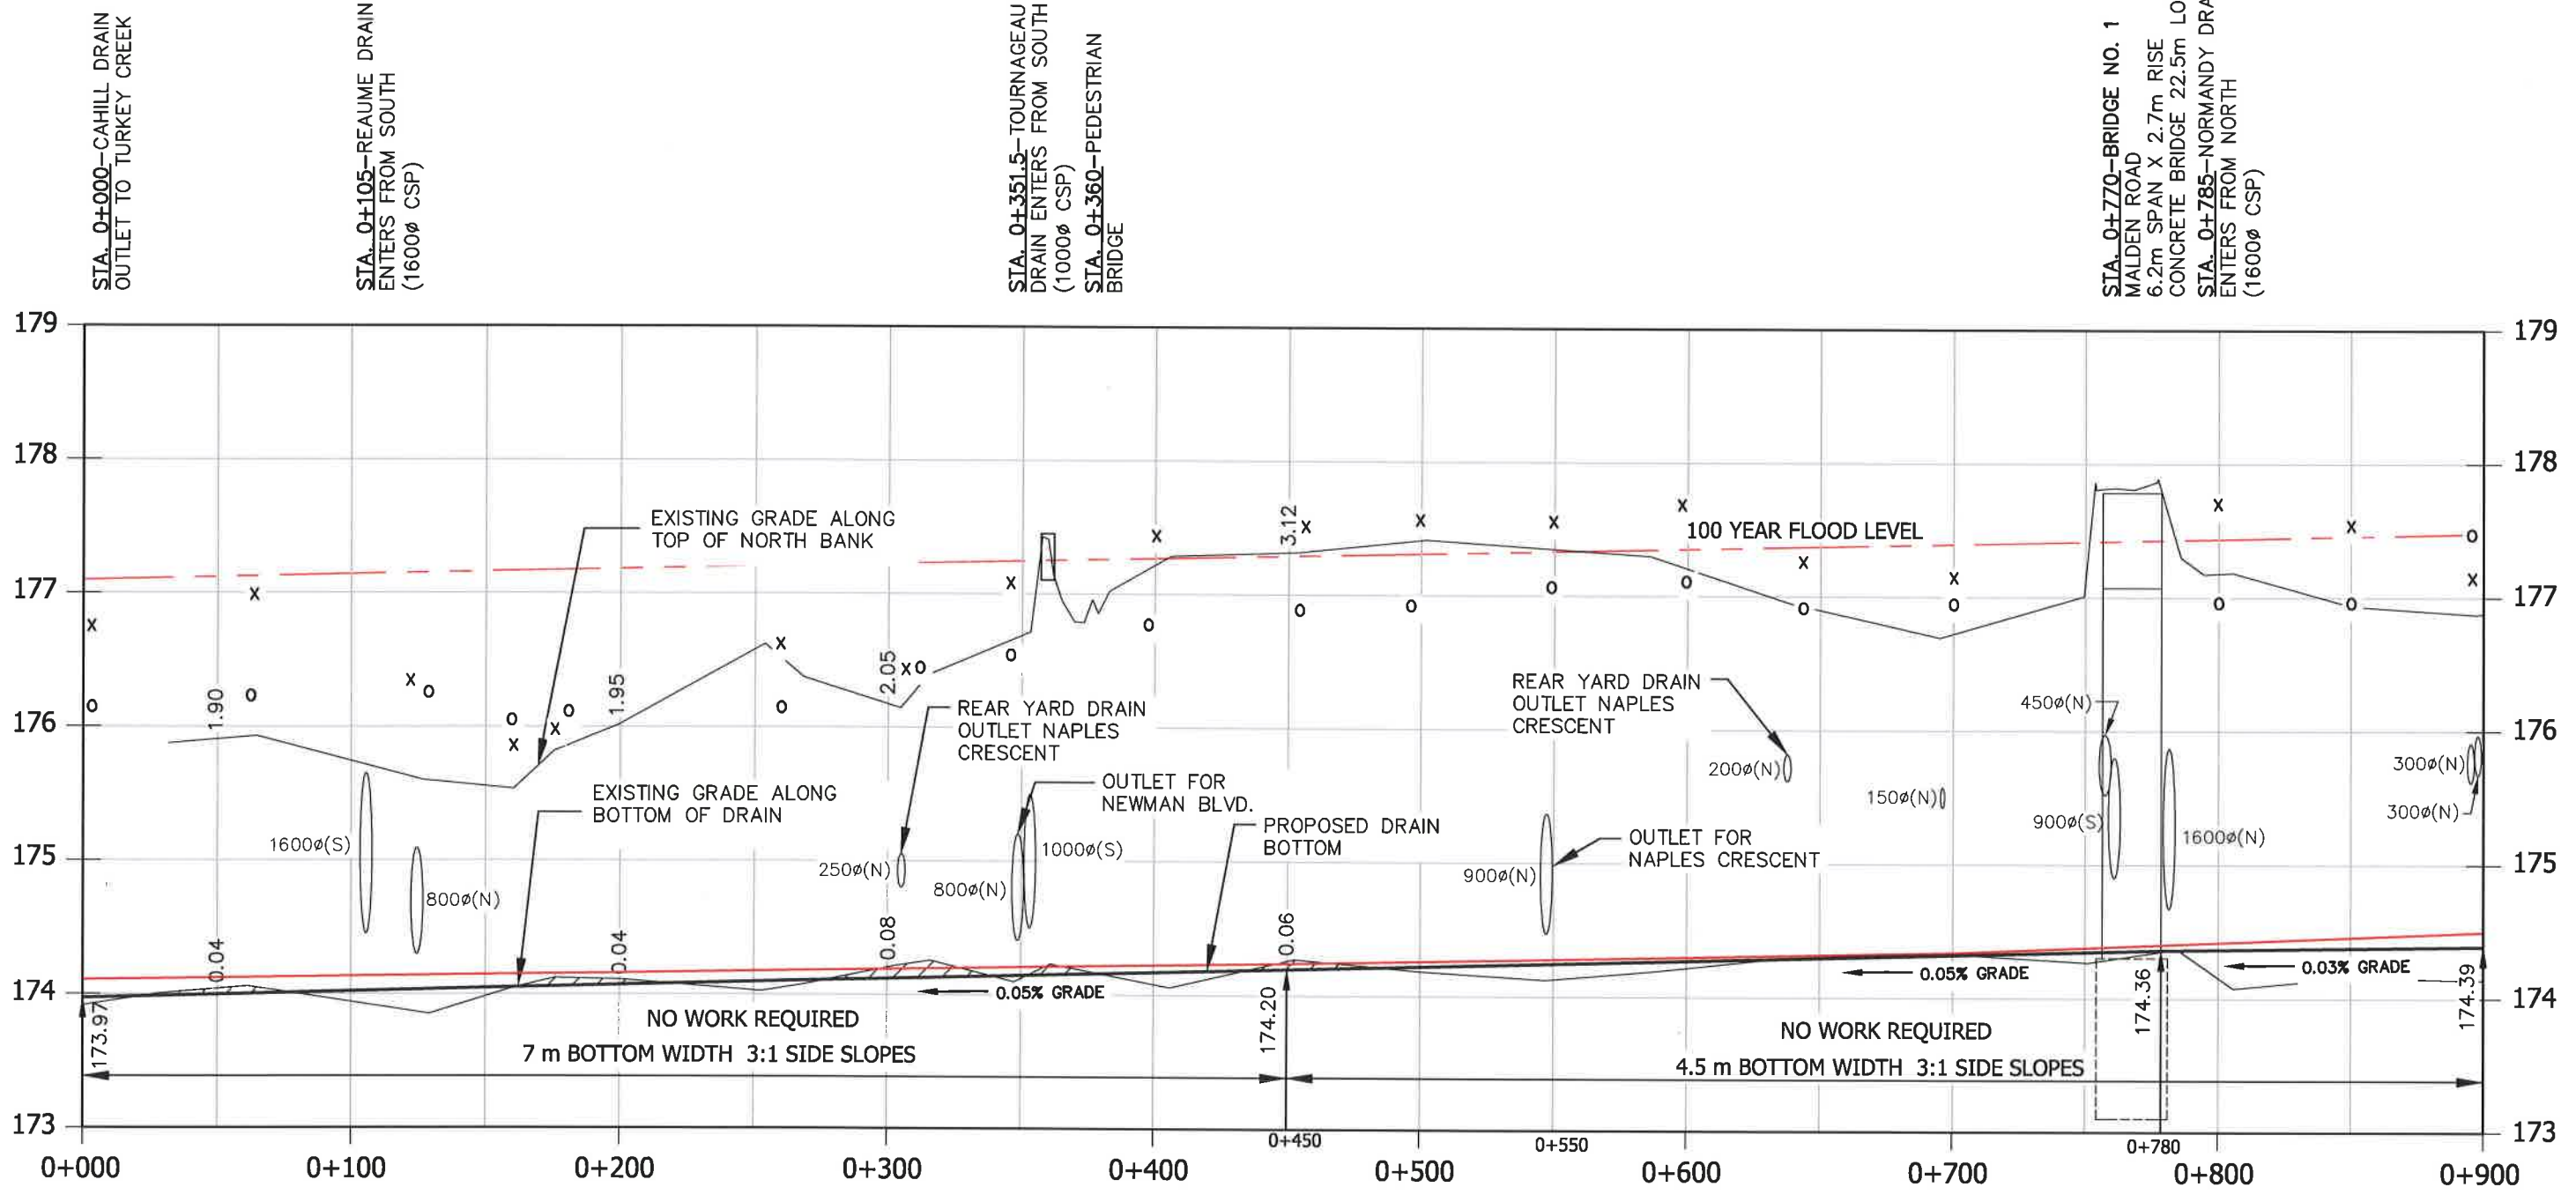 STA. 0+000-CAHILL DRAIN
OUTLET TO TURKEY CREEK
STA. 0+105-REAUME DRAIN
ENTERS FROM SOUTH
(1600ø CSP)
STA. 0+351.5-TOURNAGEAU
DRAIN ENTERS FROM SOUTH
(1000ø CSP)
STA. 0+360-PEDESTRIAN
BRIDGE
STA. 0+770-BRIDGE NO. 1
MALDEN ROAD
6.2m SPAN X 2.7m RISE
CONCRETE BRIDGE 22.5m
STA. 0+785-NORMANDY
ENTERS FROM NORTH
(1600ø CSP)
179
179
178
178
177
177
176
176
175
175
174
174
173
173
EXISTING GRADE ALONG
TOP OF NORTH BANK
3.12
100 YEAR FLOOD LEVEL
1.90
1.95
2.05
REAR YARD DRAIN
OUTLET NAPLES
CRESCENT
REAR YARD DRAIN
OUTLET NAPLES
CRESCENT
450ø(N)
200ø(N)
150ø(N)
300ø(N)
300ø(N)
EXISTING GRADE ALONG
BOTTOM OF DRAIN
OUTLET FOR
NEWMAN BLVD.
PROPOSED DRAIN
BOTTOM
OUTLET FOR
NAPLES CRESCENT
1600ø(S)
800ø(N)
250ø(N)
800ø(N)
1000ø(S)
900ø(N)
900ø(S)
1600ø(N)
0.04
0.04
0.08
0.06
0.05% GRADE
0.05% GRADE
0.03% GRADE
173.97
174.20
174.36
174.39
NO WORK REQUIRED
7 m BOTTOM WIDTH 3:1 SIDE SLOPES
NO WORK REQUIRED
4.5 m BOTTOM WIDTH 3:1 SIDE SLOPES
0+450
0+550
0+780
0+000
0+100
0+200
0+300
0+400
0+500
0+600
0+700
0+800
0+900